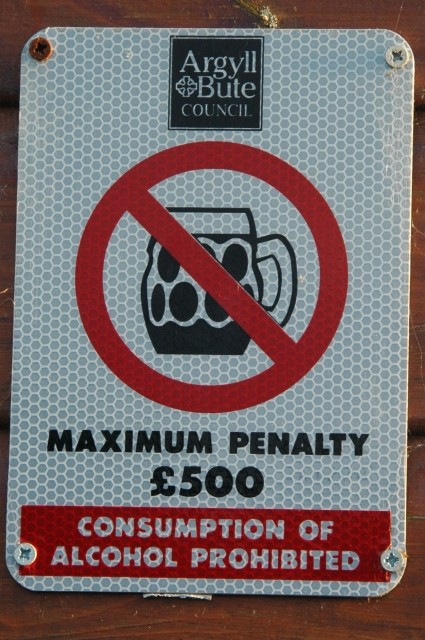 Argyll
Bute
COUNCIL
MAXIMUM PENALTY
£500
CONSUMPTION OF
ALCOHOL PROHIBITED